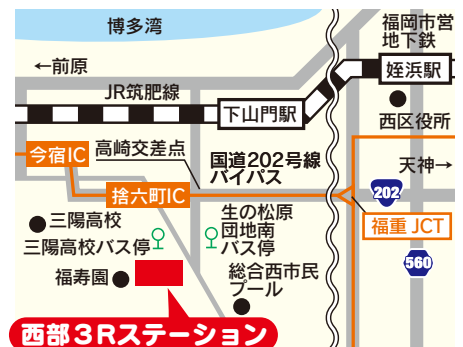 博多湾
福岡市営
地下鉄
←前原
JR筑肥線
姪浜駅
下山門駅
西区役所
今宿IC
高崎交差点
国道202号線
バイパス
天神→
捨六町IC
202
三陽高校
生の松原
団地南
バス停
福重JCT
三陽高校バス停
560
福寿園
総合西市民
プール
西部3Rステーション